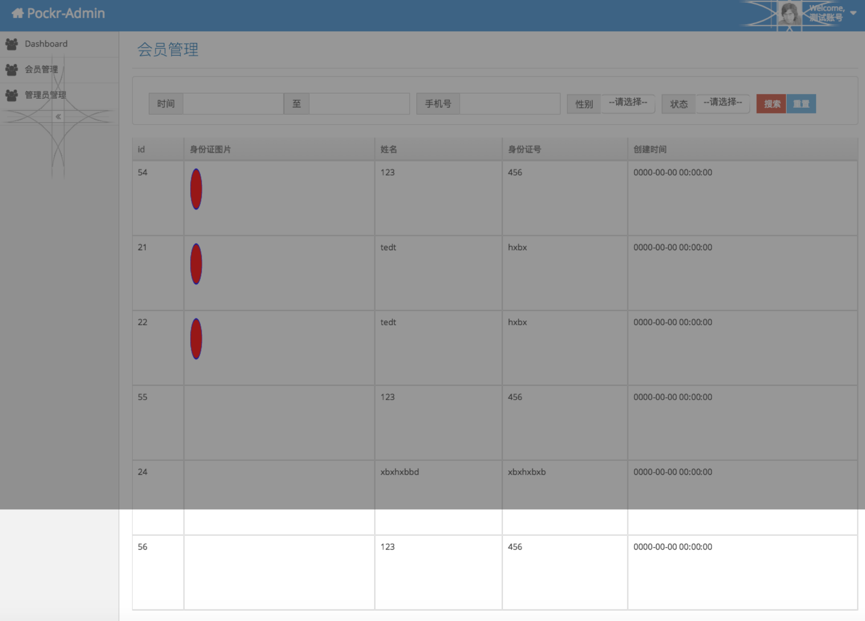 Pockr-Admin
Welcome,
测试账号
Dashboard
会员管理
管理员管理
«
会员管理
时间 至 手机号 性别 --请选择-- 状态 --请选择-- 搜索 重置
id 身份证图片 姓名 身份证号 创建时间
54 123 456 0000-00-00 00:00:00
21 tedt hxbx 0000-00-00 00:00:00
22 tedt hxbx 0000-00-00 00:00:00
55 123 456 0000-00-00 00:00:00
24 xbxhxbbd xbxhxbxb 0000-00-00 00:00:00
56 123 456 0000-00-00 00:00:00